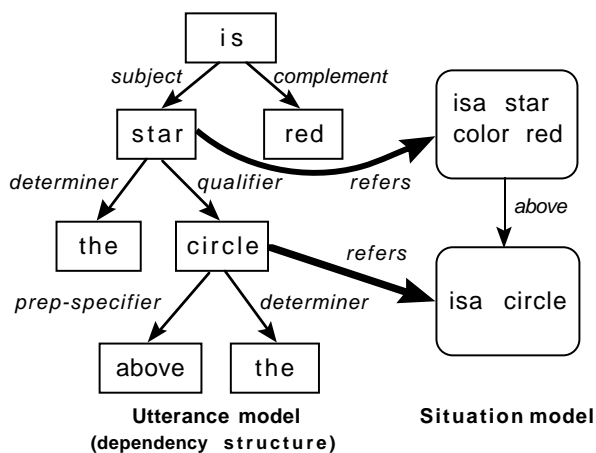 is
subject
complement
star
red
isa star
color red
determiner
qualifier
refers
above
the
circle
refers
isa circle
prep-specifier
determiner
above
the
Utterance model
(dependency structure)
Situation model